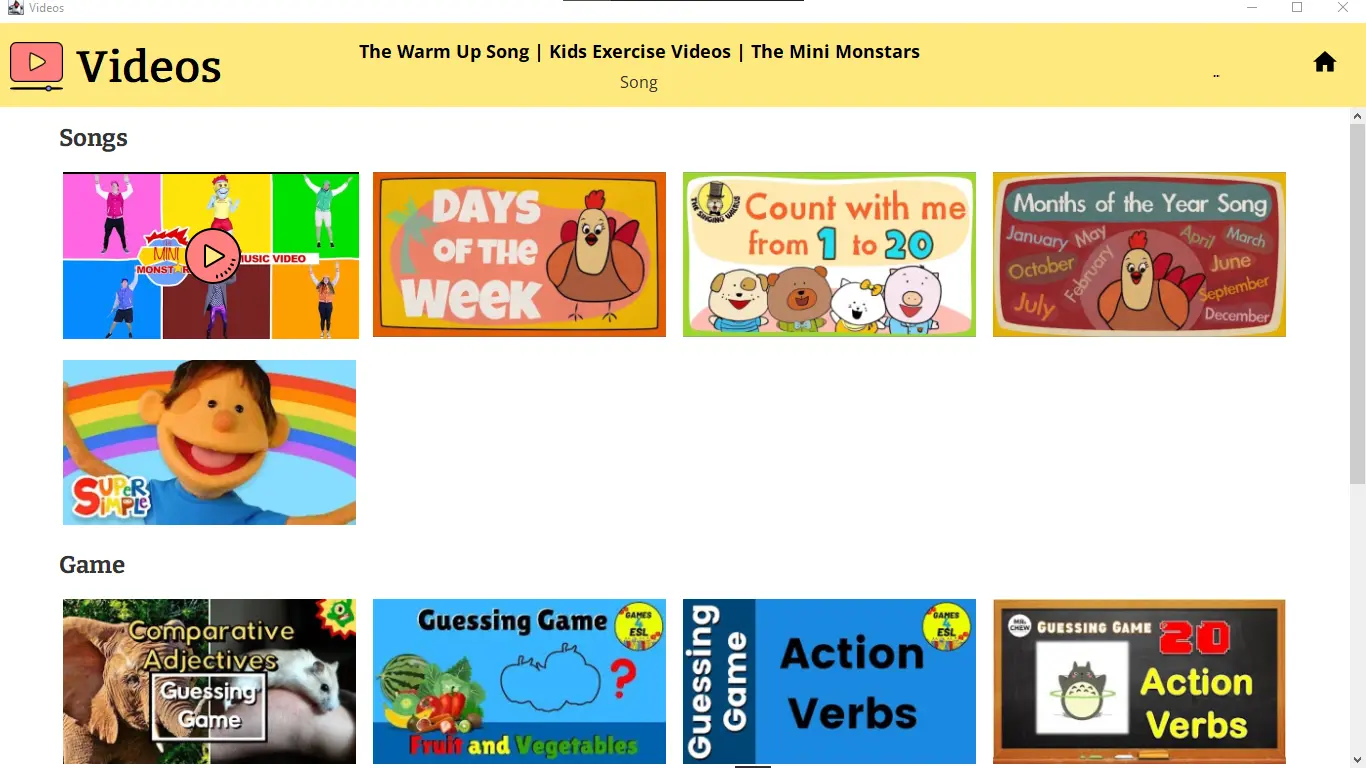 Videos
Videos
The Warm Up Song | Kids Exercise Videos | The Mini Monstars
Song
..
Songs
MINI
MONST
MUSIC VIDEO
DAYS
OF THE
WEEK
THE SINGING WALRUS
Count with me
from 1 to 20
Months of the Year Song
January May April March
October February June
July September
December
SUPER
SIMPLE
Game
Comparative
Adjectives
Guessing
Game
Guessing Game
GAMES
4
ESL
?
Fruit and Vegetables
Guessing
Game
Action
Verbs
GAMES
4
ESL
MR.
CHEW
GUESSING GAME 20
Action
Verbs